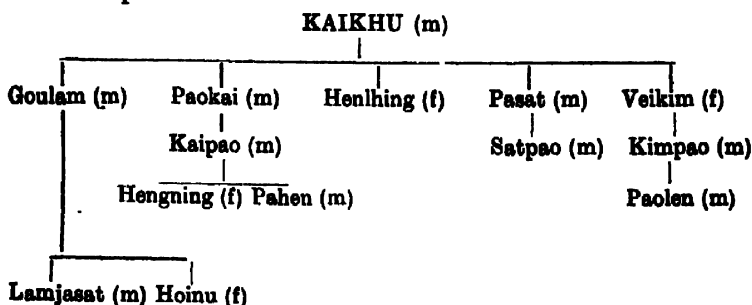 KAIKHU (m)
Goulam (m) Paokai (m) Henlhing (f) Pasat (m) Veikim (f)
Kaipao (m) Satpao (m) Kimpao (m)
Hengning (f) Pahen (m) Paolen (m)
Lamjasat (m) Hoinu (f)